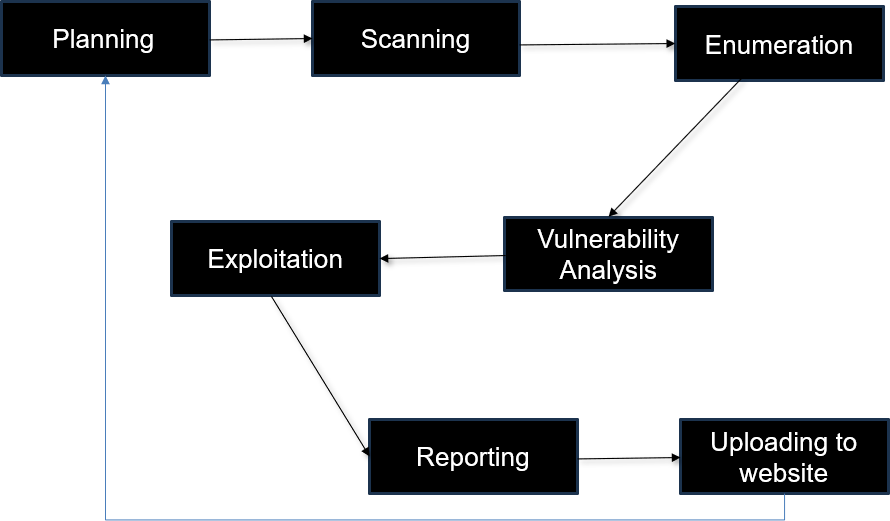 Planning
Scanning
Enumeration
Vulnerability
Analysis
Exploitation
Reporting
Uploading to
website